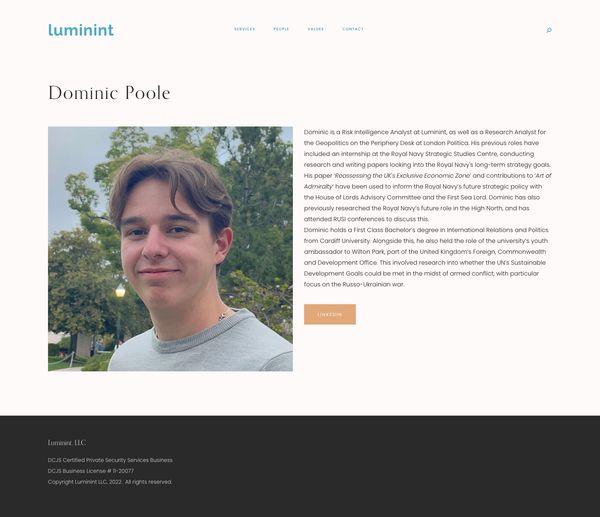 luminint
SERVICES PEOPLE VALUES CONTACT
Dominic Poole
Dominic is a Risk Intelligence Analyst at Luminint, as well as a Research Analyst for
the Geopolitics on the Periphery Desk at London Politica. His previous roles have
included an internship at the Royal Navy Strategic Studies Centre, conducting
research and writing papers looking into the Royal Navy's long-term strategy goals.
His paper 'Reassessing the UK's Exclusive Economic Zone' and contributions to 'Art of
Admiralty' have been used to inform the Royal Navy's future strategic policy with
the House of Lords Advisory Committee and the First Sea Lord. Dominic has also
previously researched the Royal Navy's future role in the High North, and has
attended RUSI conferences to discuss this.
Dominic holds a First Class Bachelor's degree in International Relations and Politics
from Cardiff University. Alongside this, he also held the role of the university's youth
ambassador to Wilton Park, part of the United Kingdom's Foreign, Commonwealth
and Development Office. This involved research into whether the UN's Sustainable
Development Goals could be met in the midst of armed conflict, with particular
focus on the Russo-Ukrainian war.
LINKEDIN
Luminint, LLC
DCJS Certified Private Security Services Business
DCJS Business License # 11-20077
Copyright Luminint LLC, 2022. All rights reserved.